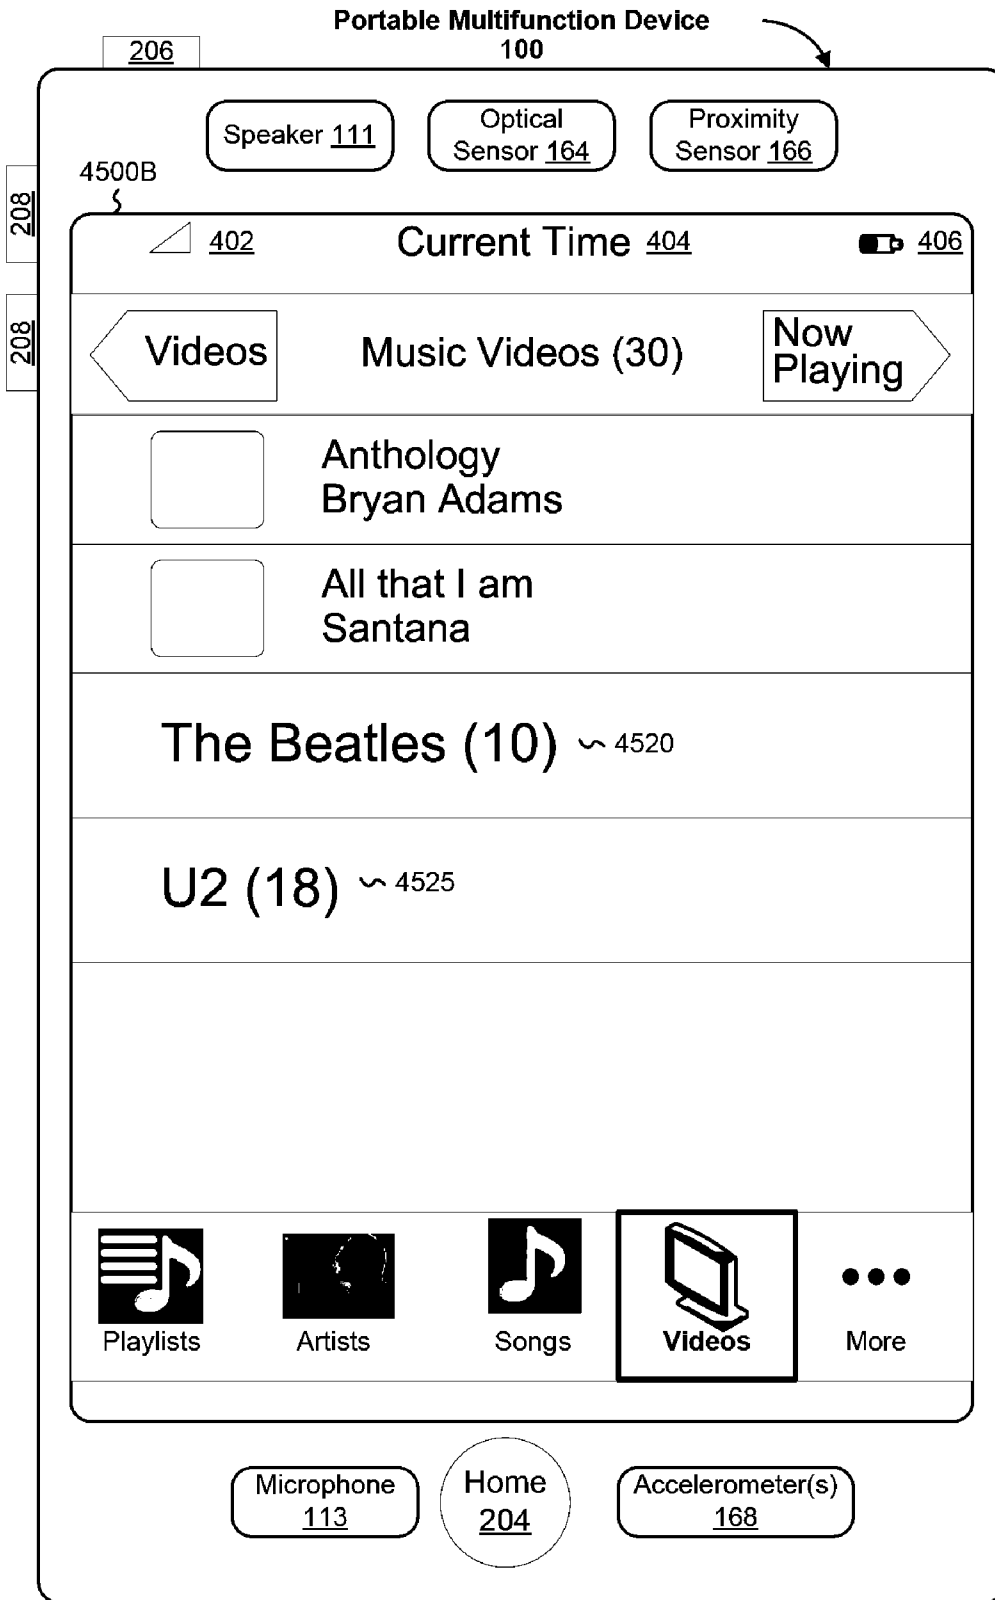 Portable Multifunction Device
100
206
Speaker 111
Optical
Sensor 164
Proximity
Sensor 166
4500B
208
208
402
Current Time 404
406
Videos
Music Videos (30)
Now
Playing
Anthology
Bryan Adams
All that I am
Santana
The Beatles (10)
4520
U2 (18)
4525
Playlists
Artists
Songs
Videos
More
Microphone
113
Home
204
Accelerometer(s)
168